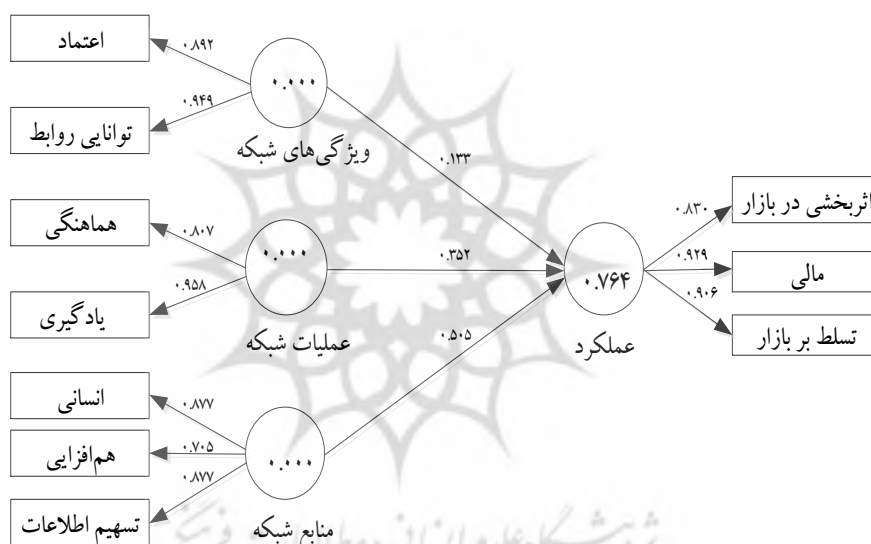 اعتماد
۰.۸۹۲
۰.۰۰۰
توانایی روابط
۰.۹۴۹
ویژگی‌های شبکه
۰.۱۳۳
هماهنگی
۰.۸۰۷
۰.۰۰۰
یادگیری
۰.۹۵۸
عملیات شبکه
۰.۳۵۲
انسانی
۰.۸۷۷
هم‌افزایی
۰.۷۰۵
۰.۰۰۰
تسهیم اطلاعات
۰.۸۷۷
منابع شبکه
۰.۵۰۵
۰.۷۶۴
عملکرد
۰.۸۳۰
اثربخشی در بازار
۰.۹۲۹
مالی
۰.۹۰۶
تسلط بر بازار